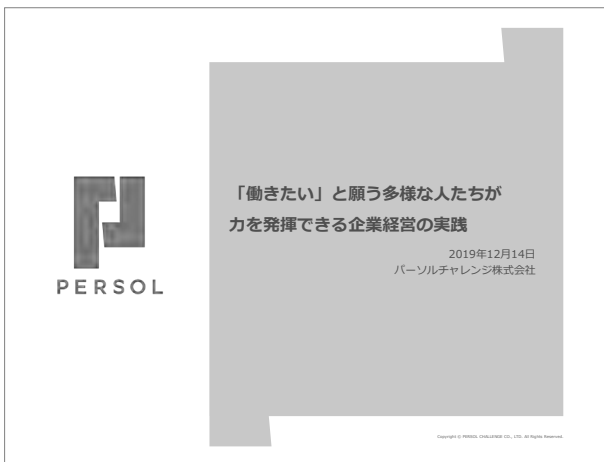 「働きたい」と願う多様な人たちが
力を発揮できる企業経営の実践
2019年12月14日
パーソルチャレンジ株式会社
PERSOL
Copyright © PERSOL CHALLENGE CO., LTD. All Rights Reserved.